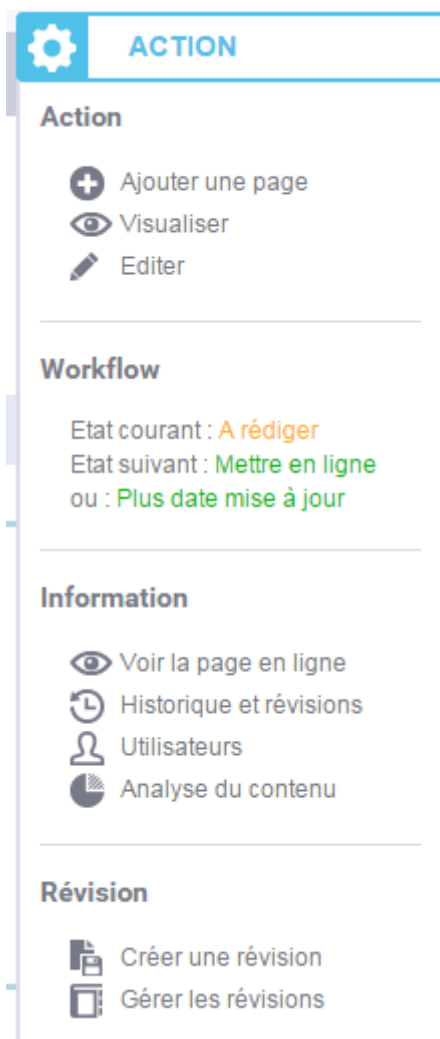 ACTION
Action
Ajouter une page
Visualiser
Editer
Workflow
Etat courant : A rédiger
Etat suivant : Mettre en ligne
ou : Plus date mise à jour
Information
Voir la page en ligne
Historique et révisions
Utilisateurs
Analyse du contenu
Révision
Créer une révision
Gérer les révisions